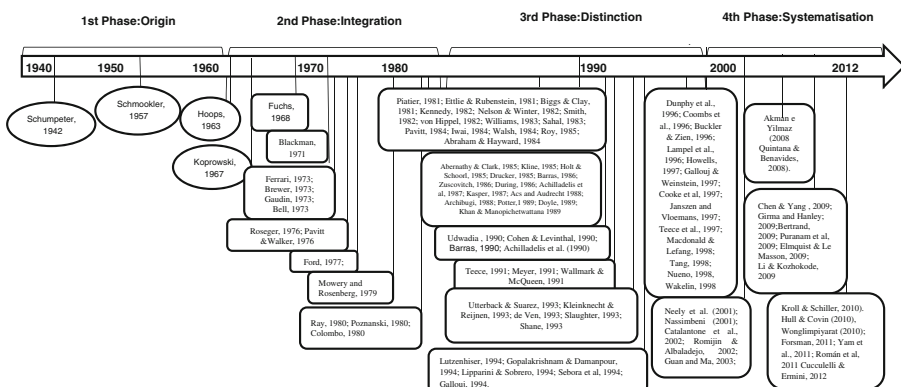 1st Phase:Origin
2nd Phase:Integration
3rd Phase:Distinction
4th Phase:Systematisation
1940
1950
1960
1970
1980
1990
2000
2012
Schumpeter,
1942
Schmookler,
1957
Hoops,
1963
Koprowski,
1967
Fuchs,
1968
Blackman,
1971
Ferrari, 1973;
Brewer, 1973;
Gaudin, 1973;
Bell, 1973
Roseger, 1976; Pavitt
&Walker, 1976
Ford, 1977;
Mowery and
Rosenberg, 1979
Ray, 1980; Poznanski, 1980;
Colombo, 1980
Piatier, 1981; Ettlie & Rubenstein, 1981; Biggs & Clay,
1981; Kennedy, 1982; Nelson & Winter, 1982; Smith,
1982; von Hippel, 1982; Williams, 1983; Sahal, 1983;
Pavitt, 1984; Iwai, 1984; Walsh, 1984; Roy, 1985;
Abraham & Hayward, 1984
Abernathy & Clark, 1985; Kline, 1985; Holt &
Schoorl, 1985; Drucker, 1985; Barras, 1986;
Zuscovitch, 1986; During, 1986; Achilladelis et
al, 1987; Kasper, 1987; Acs and Audrecht 1988;
Archibugi, 1988; Potter,1989; Doyle, 1989;
Khan & Manopichetwattana 1989
Udwadia , 1990; Cohen & Levinthal, 1990;
Barras, 1990; Achilladelis et al. (1990)
Teece, 1991; Meyer, 1991; Wallmark &
McQueen, 1991
Utterback & Suarez, 1993; Kleinknecht &
Reijnen, 1993; de Ven, 1993; Slaughter, 1993;
Shane, 1993
Lutzenhiser, 1994; Gopalakrishnam & Damanpour,
1994; Lipparini & Sobrero, 1994; Sebora et al, 1994;
Galloui, 1994.
Dunphy et al.,
1996; Coombs et
al., 1996; Buckler
& Zien, 1996;
Lampel et al.,
1996; Howells,
1997; Gallouj &
Weinstein, 1997;
Cooke et al, 1997;
Janszen and
Vloemans, 1997;
Teece et al., 1997;
Macdonald &
Lefang, 1998;
Tang, 1998;
Nueno, 1998,
Wakelin, 1998
Neely et al. (2001);
Nassimbeni (2001);
Catalantone et al.,
2002; Romijin &
Albaladejo, 2002;
Guan and Ma, 2003;
Akman e
Yilmaz (2008
Quintana &
Benavides, 2008).
Chen & Yang , 2009;
Girma and Hanley;
2009;Bertrand,
2009; Puranam et al,
2009; Elmquist & Le
Masson, 2009;
Li & Kozhokode,
2009
Kroll & Schiller, 2010).
Hull & Covin (2010),
Wonglimpiyarat (2010);
Forsman, 2011; Yam et
al., 2011; Román et al,
2011 Cucculelli &
Ermini, 2012